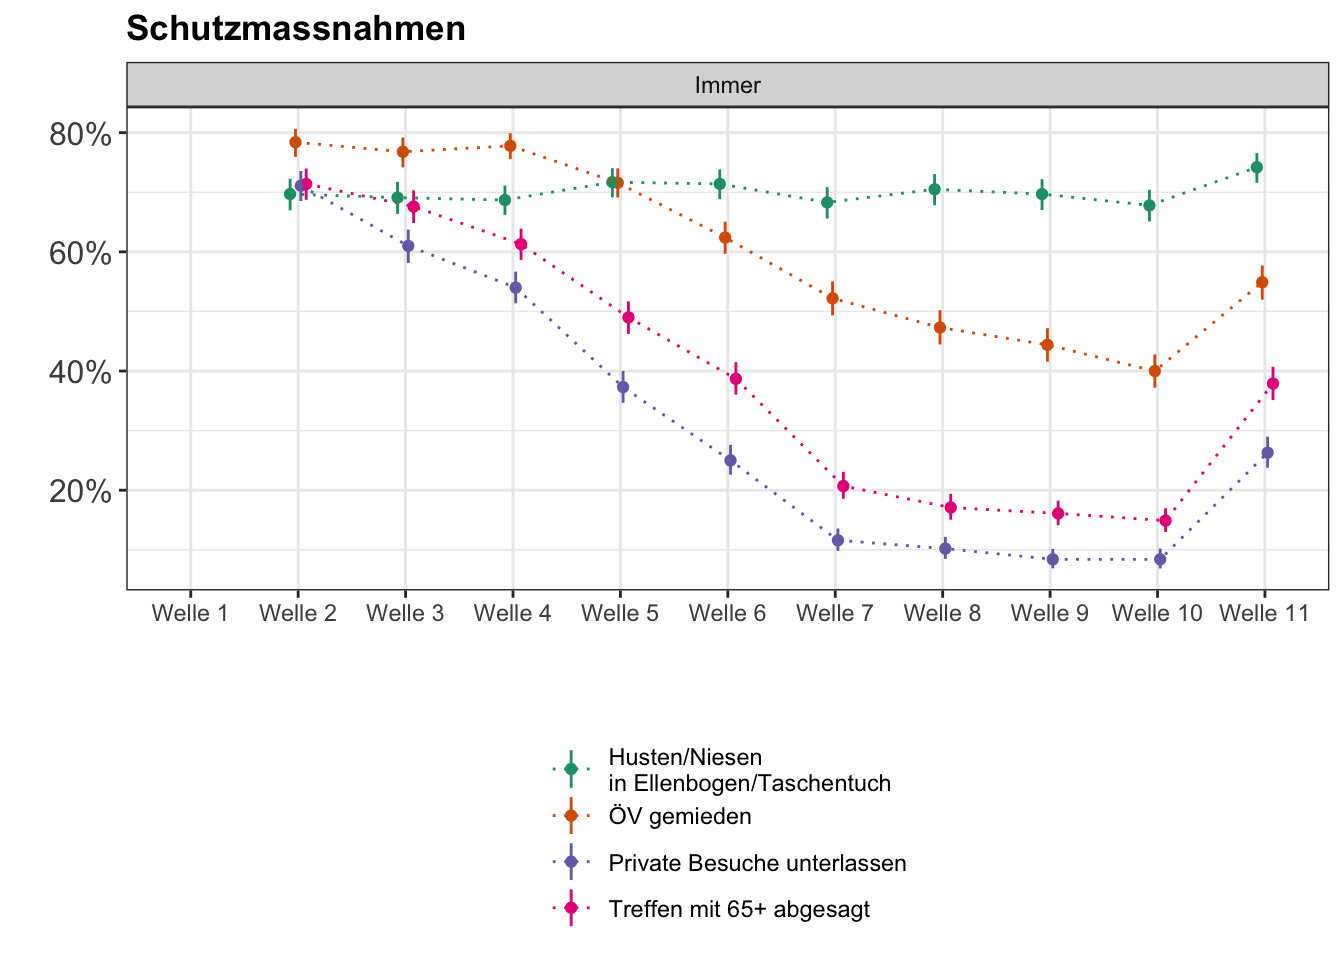 Schutzmassnahmen
Immer
80%
60%
40%
20%
Welle 1 Welle 2 Welle 3 Welle 4 Welle 5 Welle 6 Welle 7 Welle 8 Welle 9 Welle 10 Welle 11
Husten/Niesen
in Ellenbogen/Taschentuch
ÖV gemieden
Private Besuche unterlassen
Treffen mit 65+ abgesagt